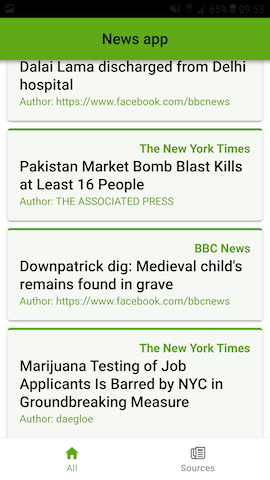 65% 09:53
News app
Dalai Lama discharged from Delhi
hospital
Author: https://www.facebook.com/bbcnews
The New York Times
Pakistan Market Bomb Blast Kills
at Least 16 People
Author: THE ASSOCIATED PRESS
BBC News
Downpatrick dig: Medieval child's
remains found in grave
Author: https://www.facebook.com/bbcnews
The New York Times
Marijuana Testing of Job
Applicants Is Barred by NYC in
Groundbreaking Measure
Author: daegloe
All
Sources